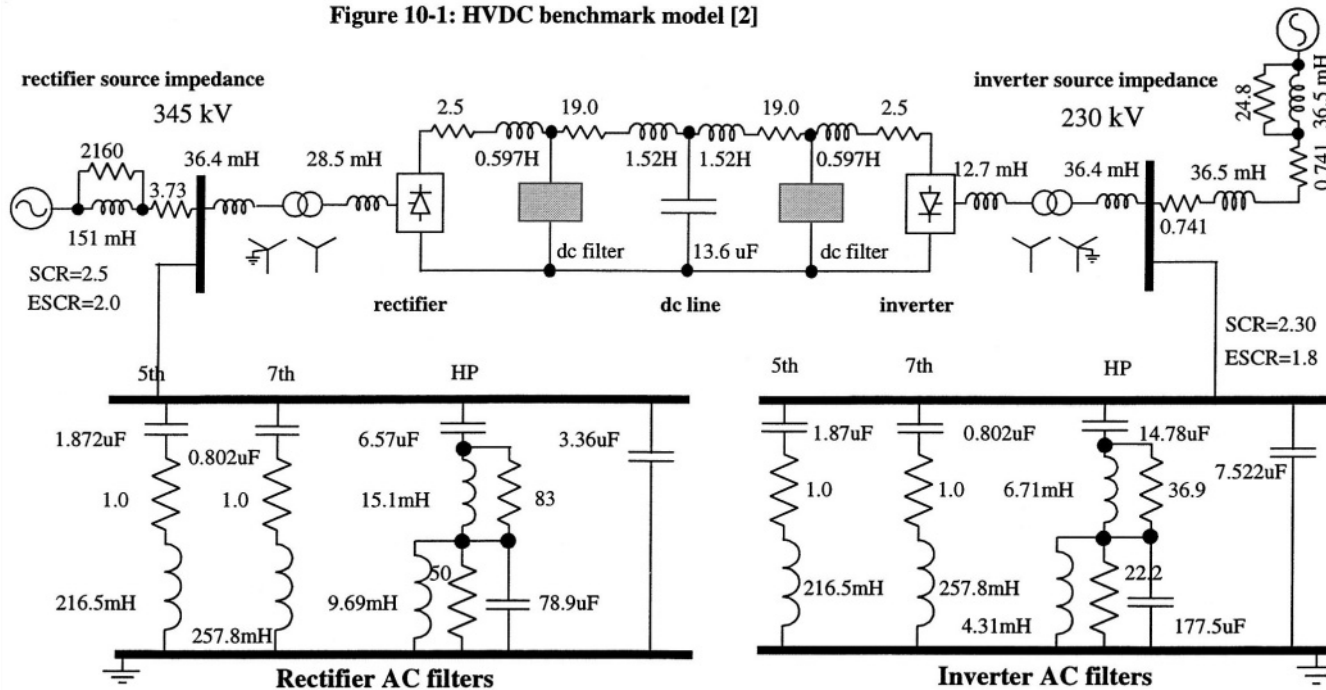 Figure 10-1: HVDC benchmark model [2]
rectifier source impedance
345 kV
inverter source impedance
230 kV
2160
3.73
151 mH
36.4 mH
28.5 mH
2.5
0.597H
19.0
1.52H
1.52H
19.0
0.597H
2.5
12.7 mH
36.4 mH
0.741
36.5 mH
0.741
24.8
36.5 mH
dc filter
13.6 uF
dc filter
SCR=2.5
ESCR=2.0
rectifier
dc line
inverter
SCR=2.30
ESCR=1.8
5th
7th
HP
1.872uF
0.802uF
6.57uF
3.36uF
1.0
1.0
15.1mH
83
216.5mH
257.8mH
9.69mH
50
78.9uF
Rectifier AC filters
5th
7th
HP
1.87uF
0.802uF
14.78uF
7.522uF
1.0
1.0
6.71mH
36.9
216.5mH
257.8mH
4.31mH
22.2
177.5uF
Inverter AC filters